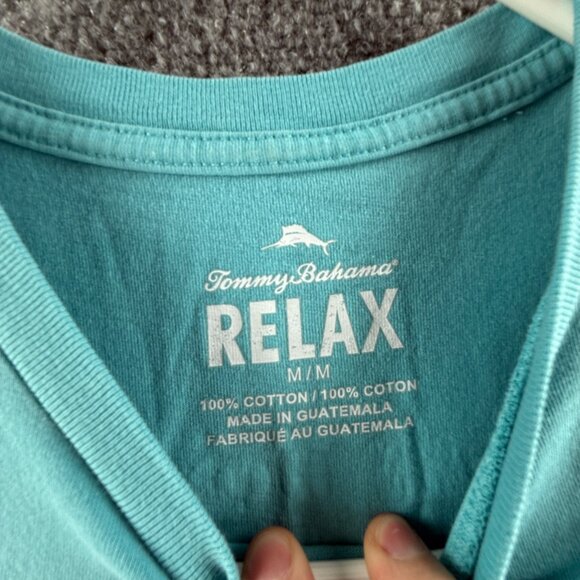 Tommy Bahama®
RELAX
M/M
100% COTTON / 100% COTON
MADE IN GUATEMALA
FABRIQUÉ AU GUATEMALA